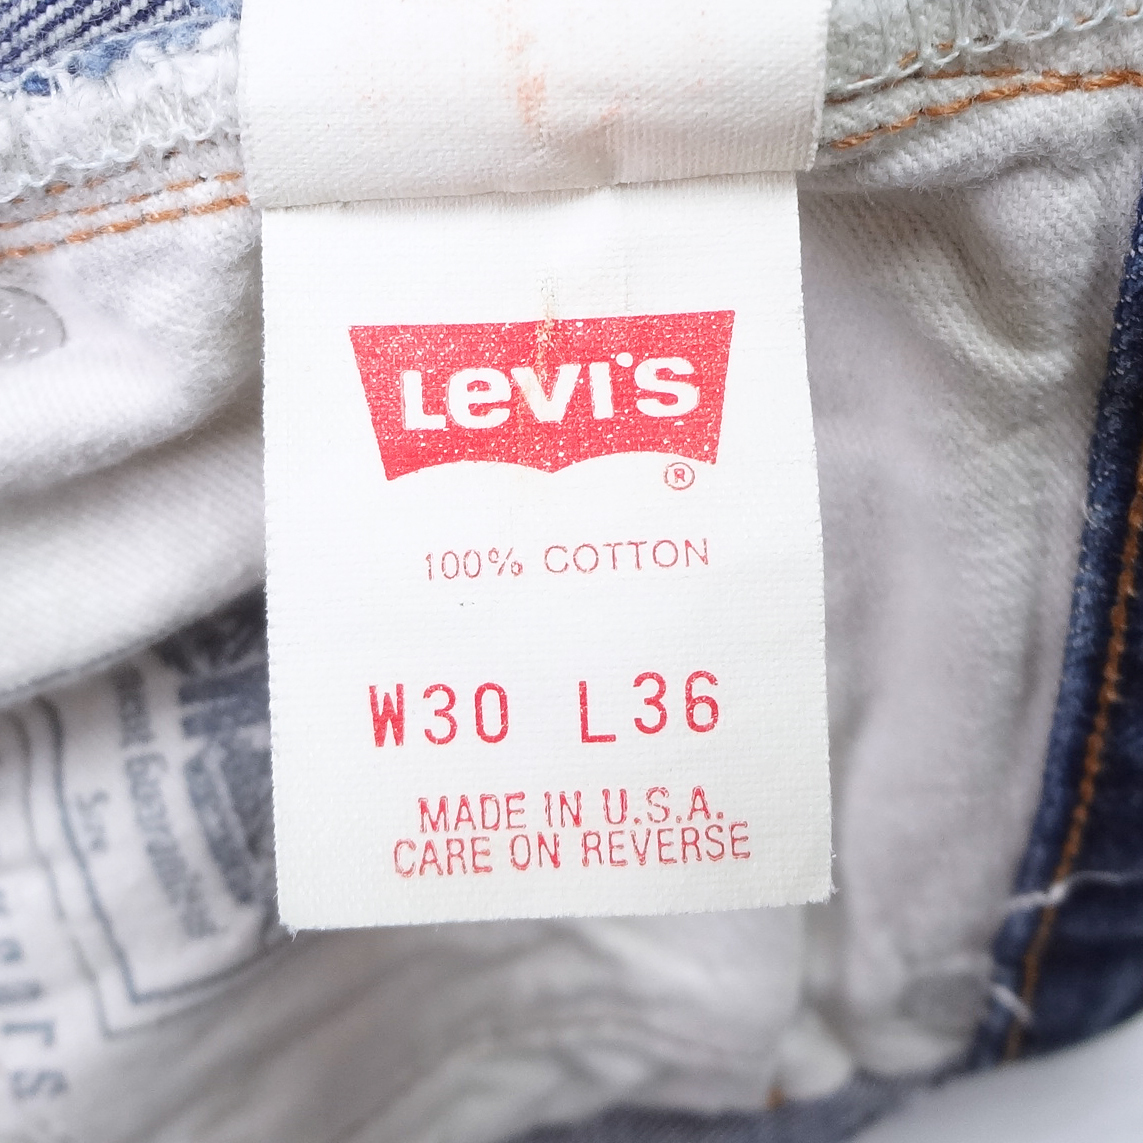 Levi's
®
100% COTTON
W30 L36
MADE IN U.S.A.
CARE ON REVERSE